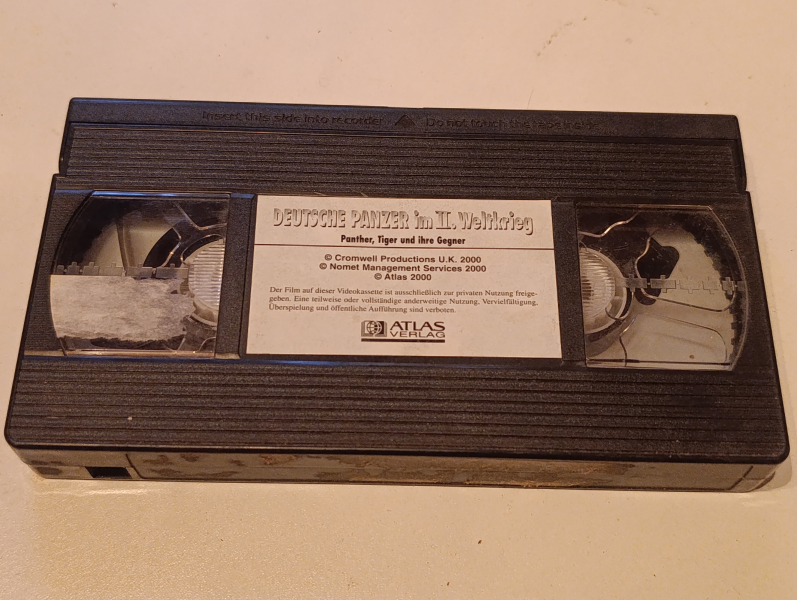 Insert this side into recorder ▲ Do not touch the tape inside
DEUTSCHE PANZER im II. Weltkrieg
Panther, Tiger und ihre Gegner
© Cromwell Productions U.K. 2000
© Nomet Management Services 2000
© Atlas 2000
Der Film auf dieser Videokassette ist ausschließlich zur privaten Nutzung freige-
geben. Eine teilweise oder vollständige anderweitige Nutzung, Vervielfältigung,
Überspielung und öffentliche Aufführung sind verboten.
ATLAS
VERLAG